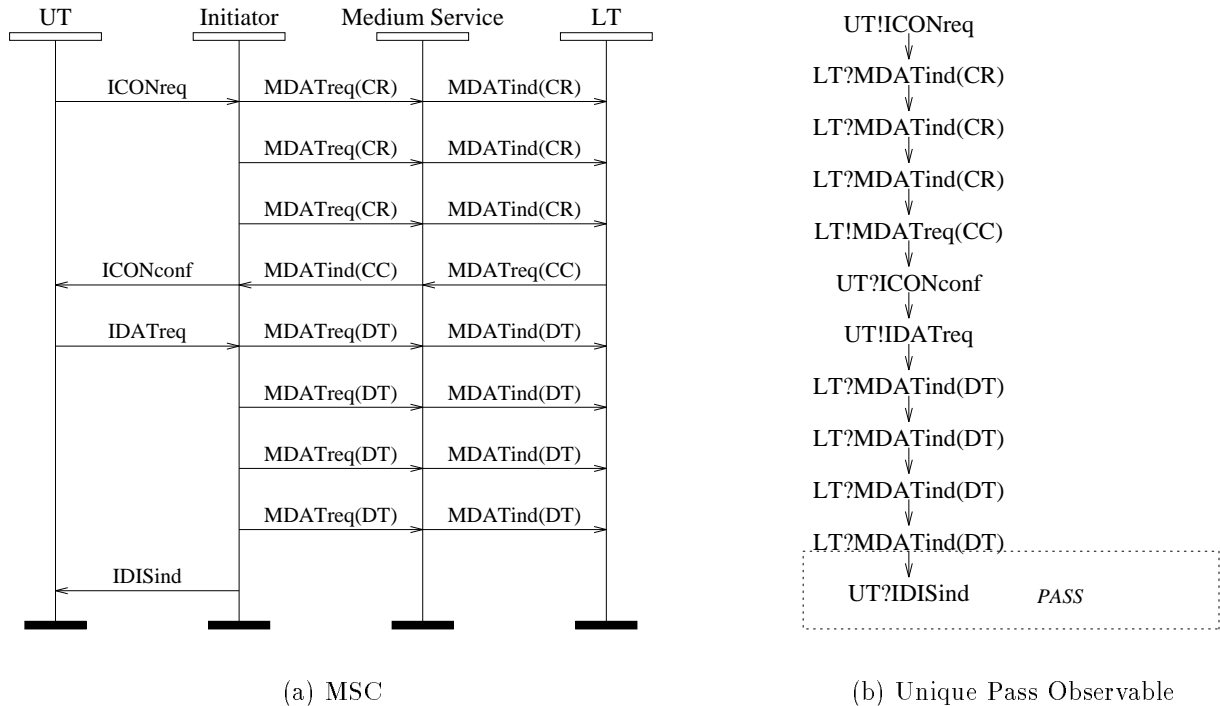 UT Initiator Medium Service LT
ICONreq MDATreq(CR) MDATind(CR)
MDATreq(CR) MDATind(CR)
MDATreq(CR) MDATind(CR)
ICONconf MDATind(CC) MDATreq(CC)
IDATreq MDATreq(DT) MDATind(DT)
MDATreq(DT) MDATind(DT)
MDATreq(DT) MDATind(DT)
MDATreq(DT) MDATind(DT)
IDISind
(a) MSC
UT!ICONreq
LT?MDATind(CR)
LT?MDATind(CR)
LT?MDATind(CR)
LT!MDATreq(CC)
UT?ICONconf
UT!IDATreq
LT?MDATind(DT)
LT?MDATind(DT)
LT?MDATind(DT)
LT?MDATind(DT)
UT?IDISind PASS
(b) Unique Pass Observable